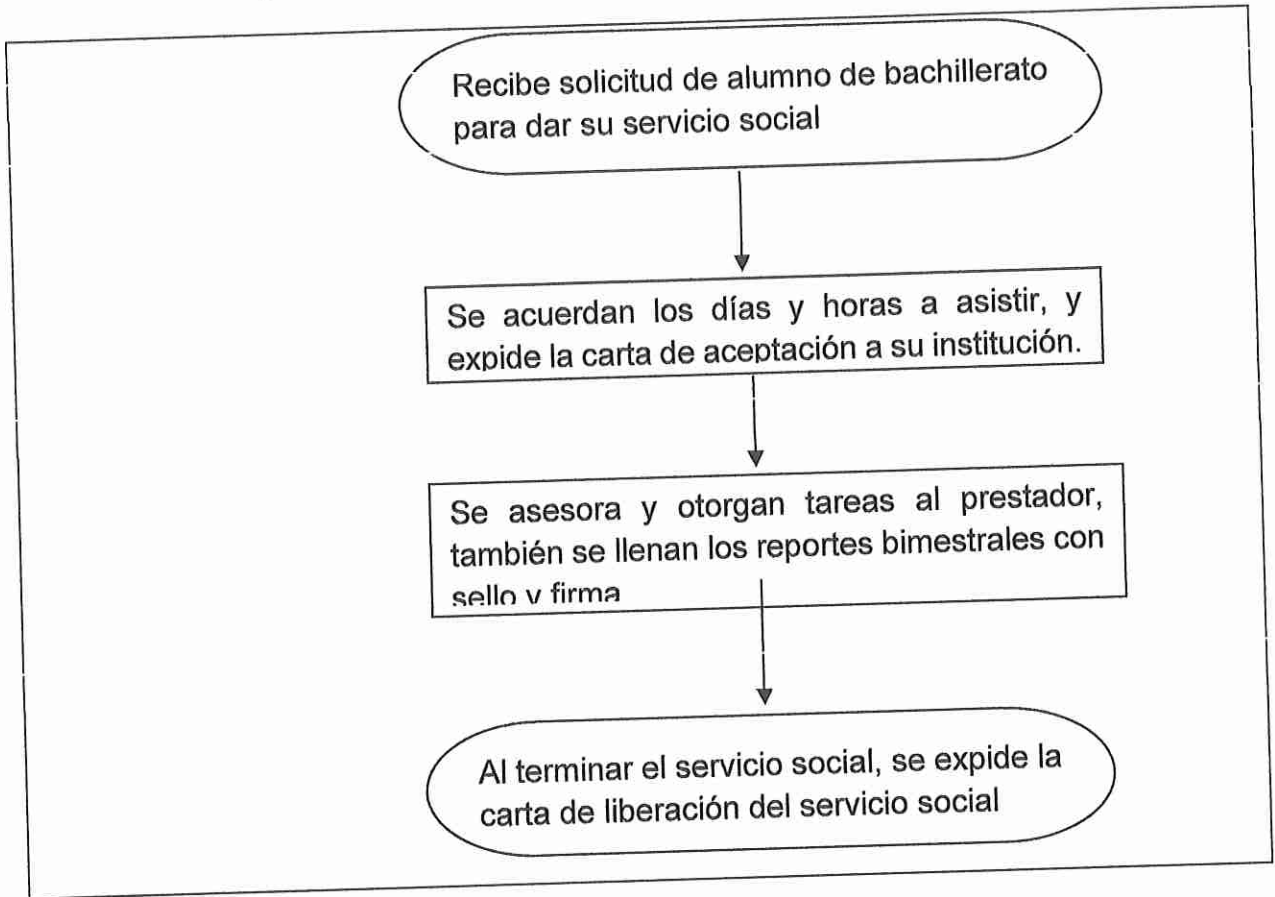 Recibe solicitud de alumno de bachillerato
para dar su servicio social
Se acuerdan los días y horas a asistir, y
expide la carta de aceptación a su institución.
Se asesora y otorgan tareas al prestador,
también se llenan los reportes bimestrales con
sello y firma
Al terminar el servicio social, se expide la
carta de liberación del servicio social